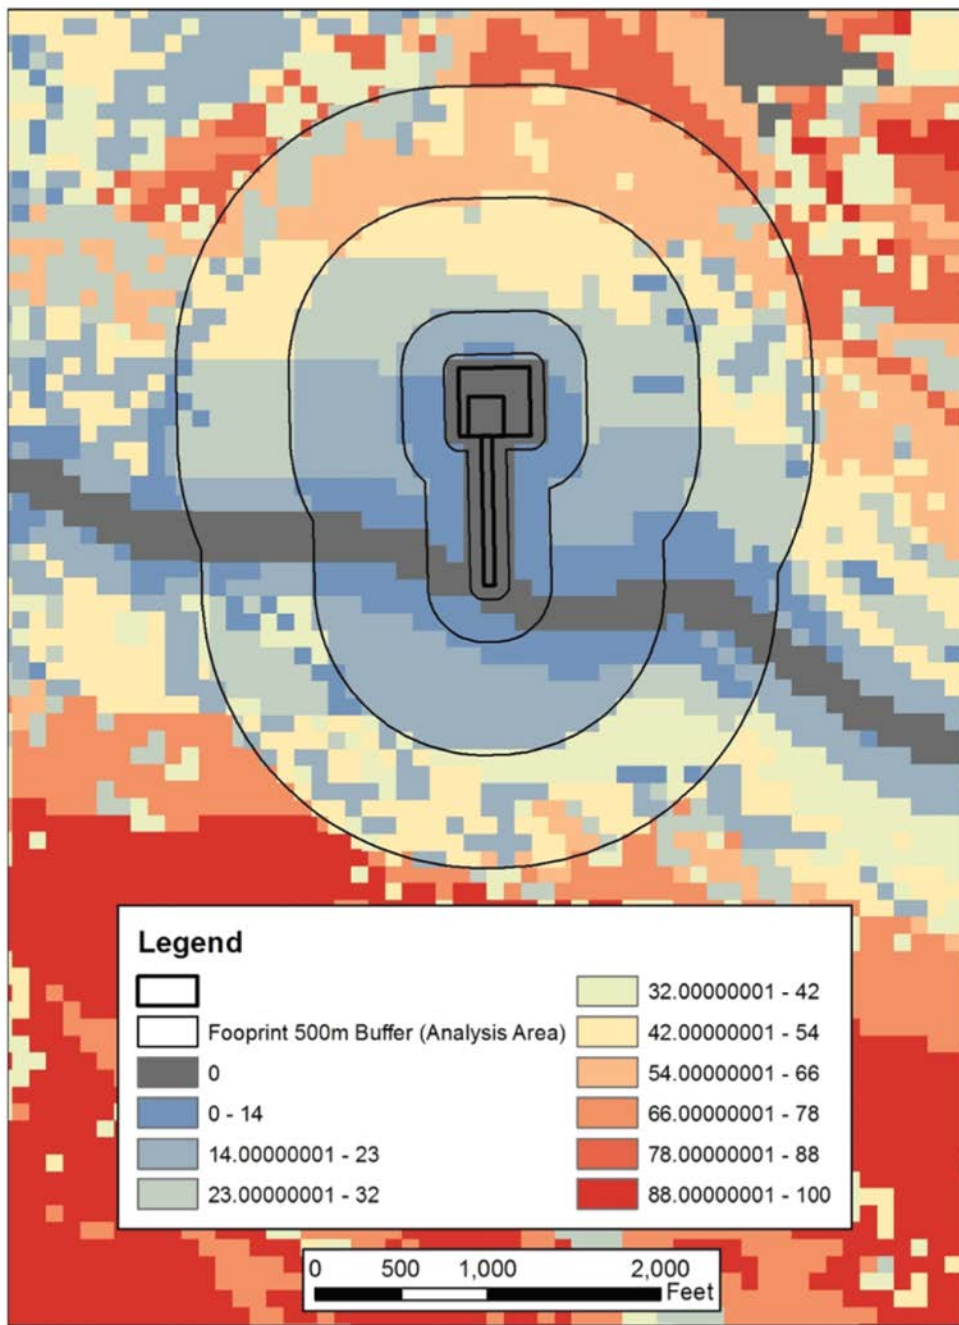 Legend
Fooprint 500m Buffer (Analysis Area)
0
0 - 14
14.00000001 - 23
23.00000001 - 32
32.00000001 - 42
42.00000001 - 54
54.00000001 - 66
66.00000001 - 78
78.00000001 - 88
88.00000001 - 100
0 500 1,000 2,000
Feet